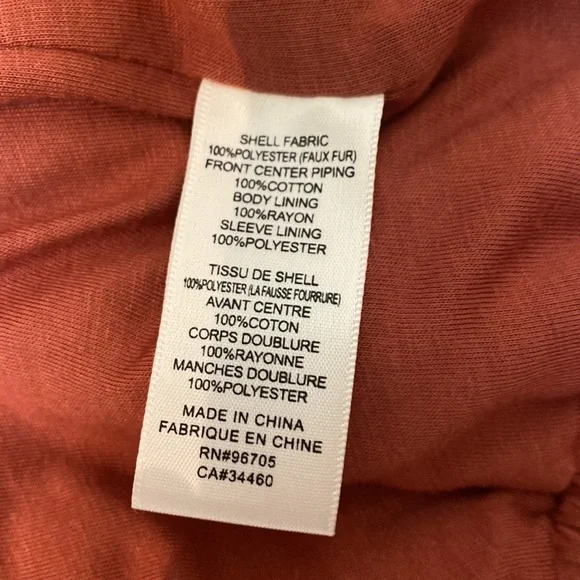 SHELL FABRIC
100%POLYESTER (FAUX FUR)
FRONT CENTER PIPING
100%COTTON
BODY LINING
100%RAYON
SLEEVE LINING
100%POLYESTER
TISSU DE SHELL
100%POLYESTER (LA FAUSSE FOURRURE)
AVANT CENTRE
100%COTON
CORPS DOUBLURE
100%RAYONNE
MANCHES DOUBLURE
100%POLYESTER
MADE IN CHINA
FABRIQUE EN CHINE
RN#96705
CA#34460